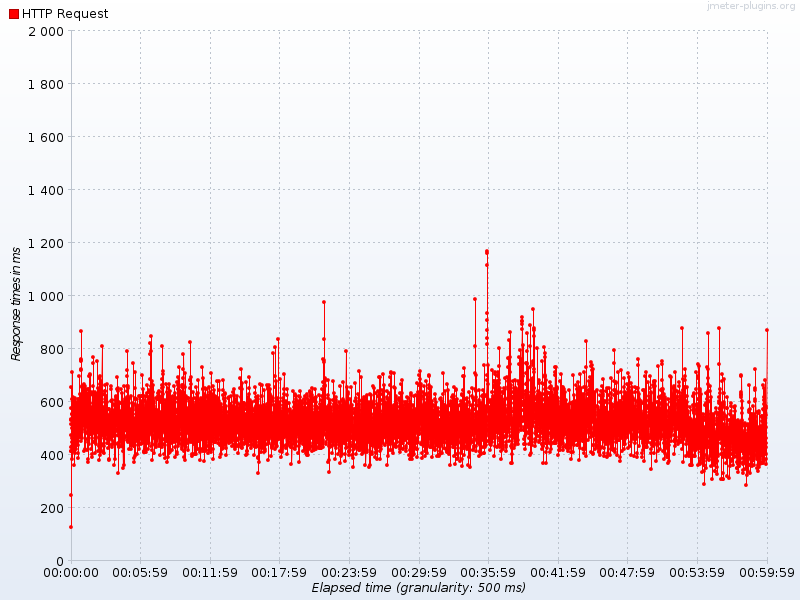 jmeter-plugins.org
HTTP Request
2 000
1 800
1 600
1 400
1 200
1 000
800
600
400
200
0
Response times in ms
00:00:00 00:05:59 00:11:59 00:17:59 00:23:59 00:29:59 00:35:59 00:41:59 00:47:59 00:53:59 00:59:59
Elapsed time (granularity: 500 ms)